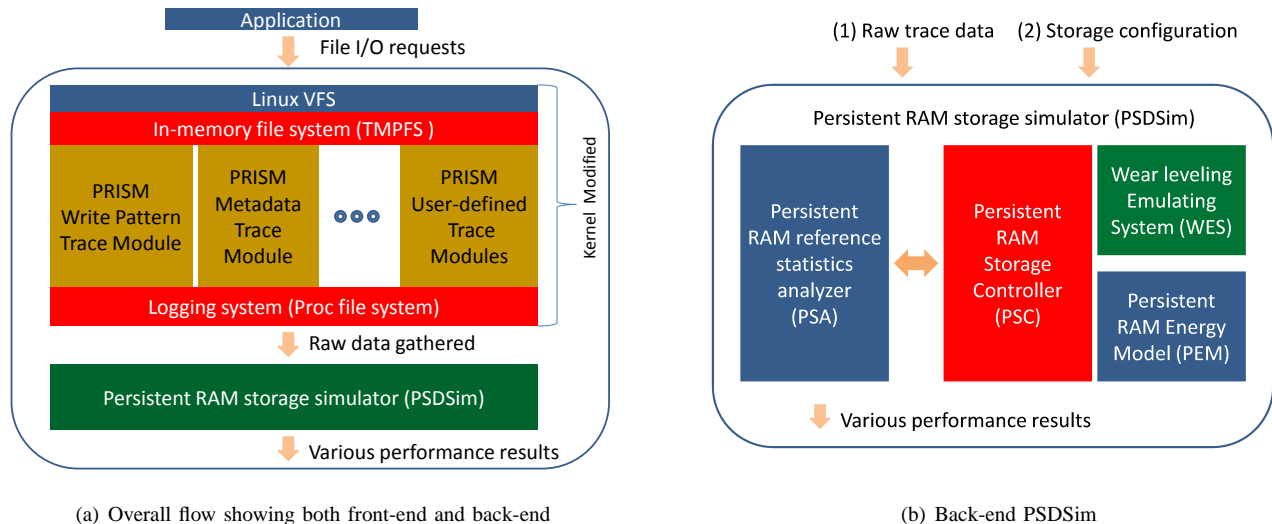 Application
File I/O requests
Linux VFS
In-memory file system (TMPFS )
PRISM
Write Pattern
Trace Module
PRISM
Metadata
Trace
Module
PRISM
User-defined
Trace
Modules
Kernel Modified
Logging system (Proc file system)
Raw data gathered
Persistent RAM storage simulator (PSDSim)
Various performance results
(a) Overall flow showing both front-end and back-end
(1) Raw trace data
(2) Storage configuration
Persistent RAM storage simulator (PSDSim)
Persistent
RAM reference
statistics
analyzer
(PSA)
Persistent
RAM
Storage
Controller
(PSC)
Wear leveling
Emulating
System (WES)
Persistent
RAM Energy
Model (PEM)
Various performance results
(b) Back-end PSDSim